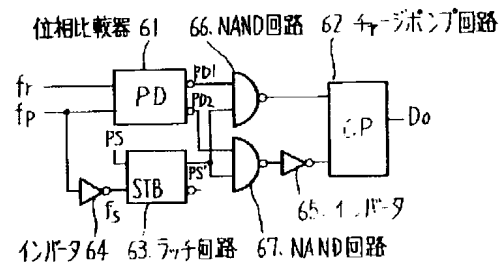 位相比較器 61
66. NAND回路
62 チャージポンプ回路
fr
fp
PD
PD1
PD2
CP
Do
PS
PS'
STB
fs
65. インバータ
インバータ 64
63. ラッチ回路
67. NAND回路